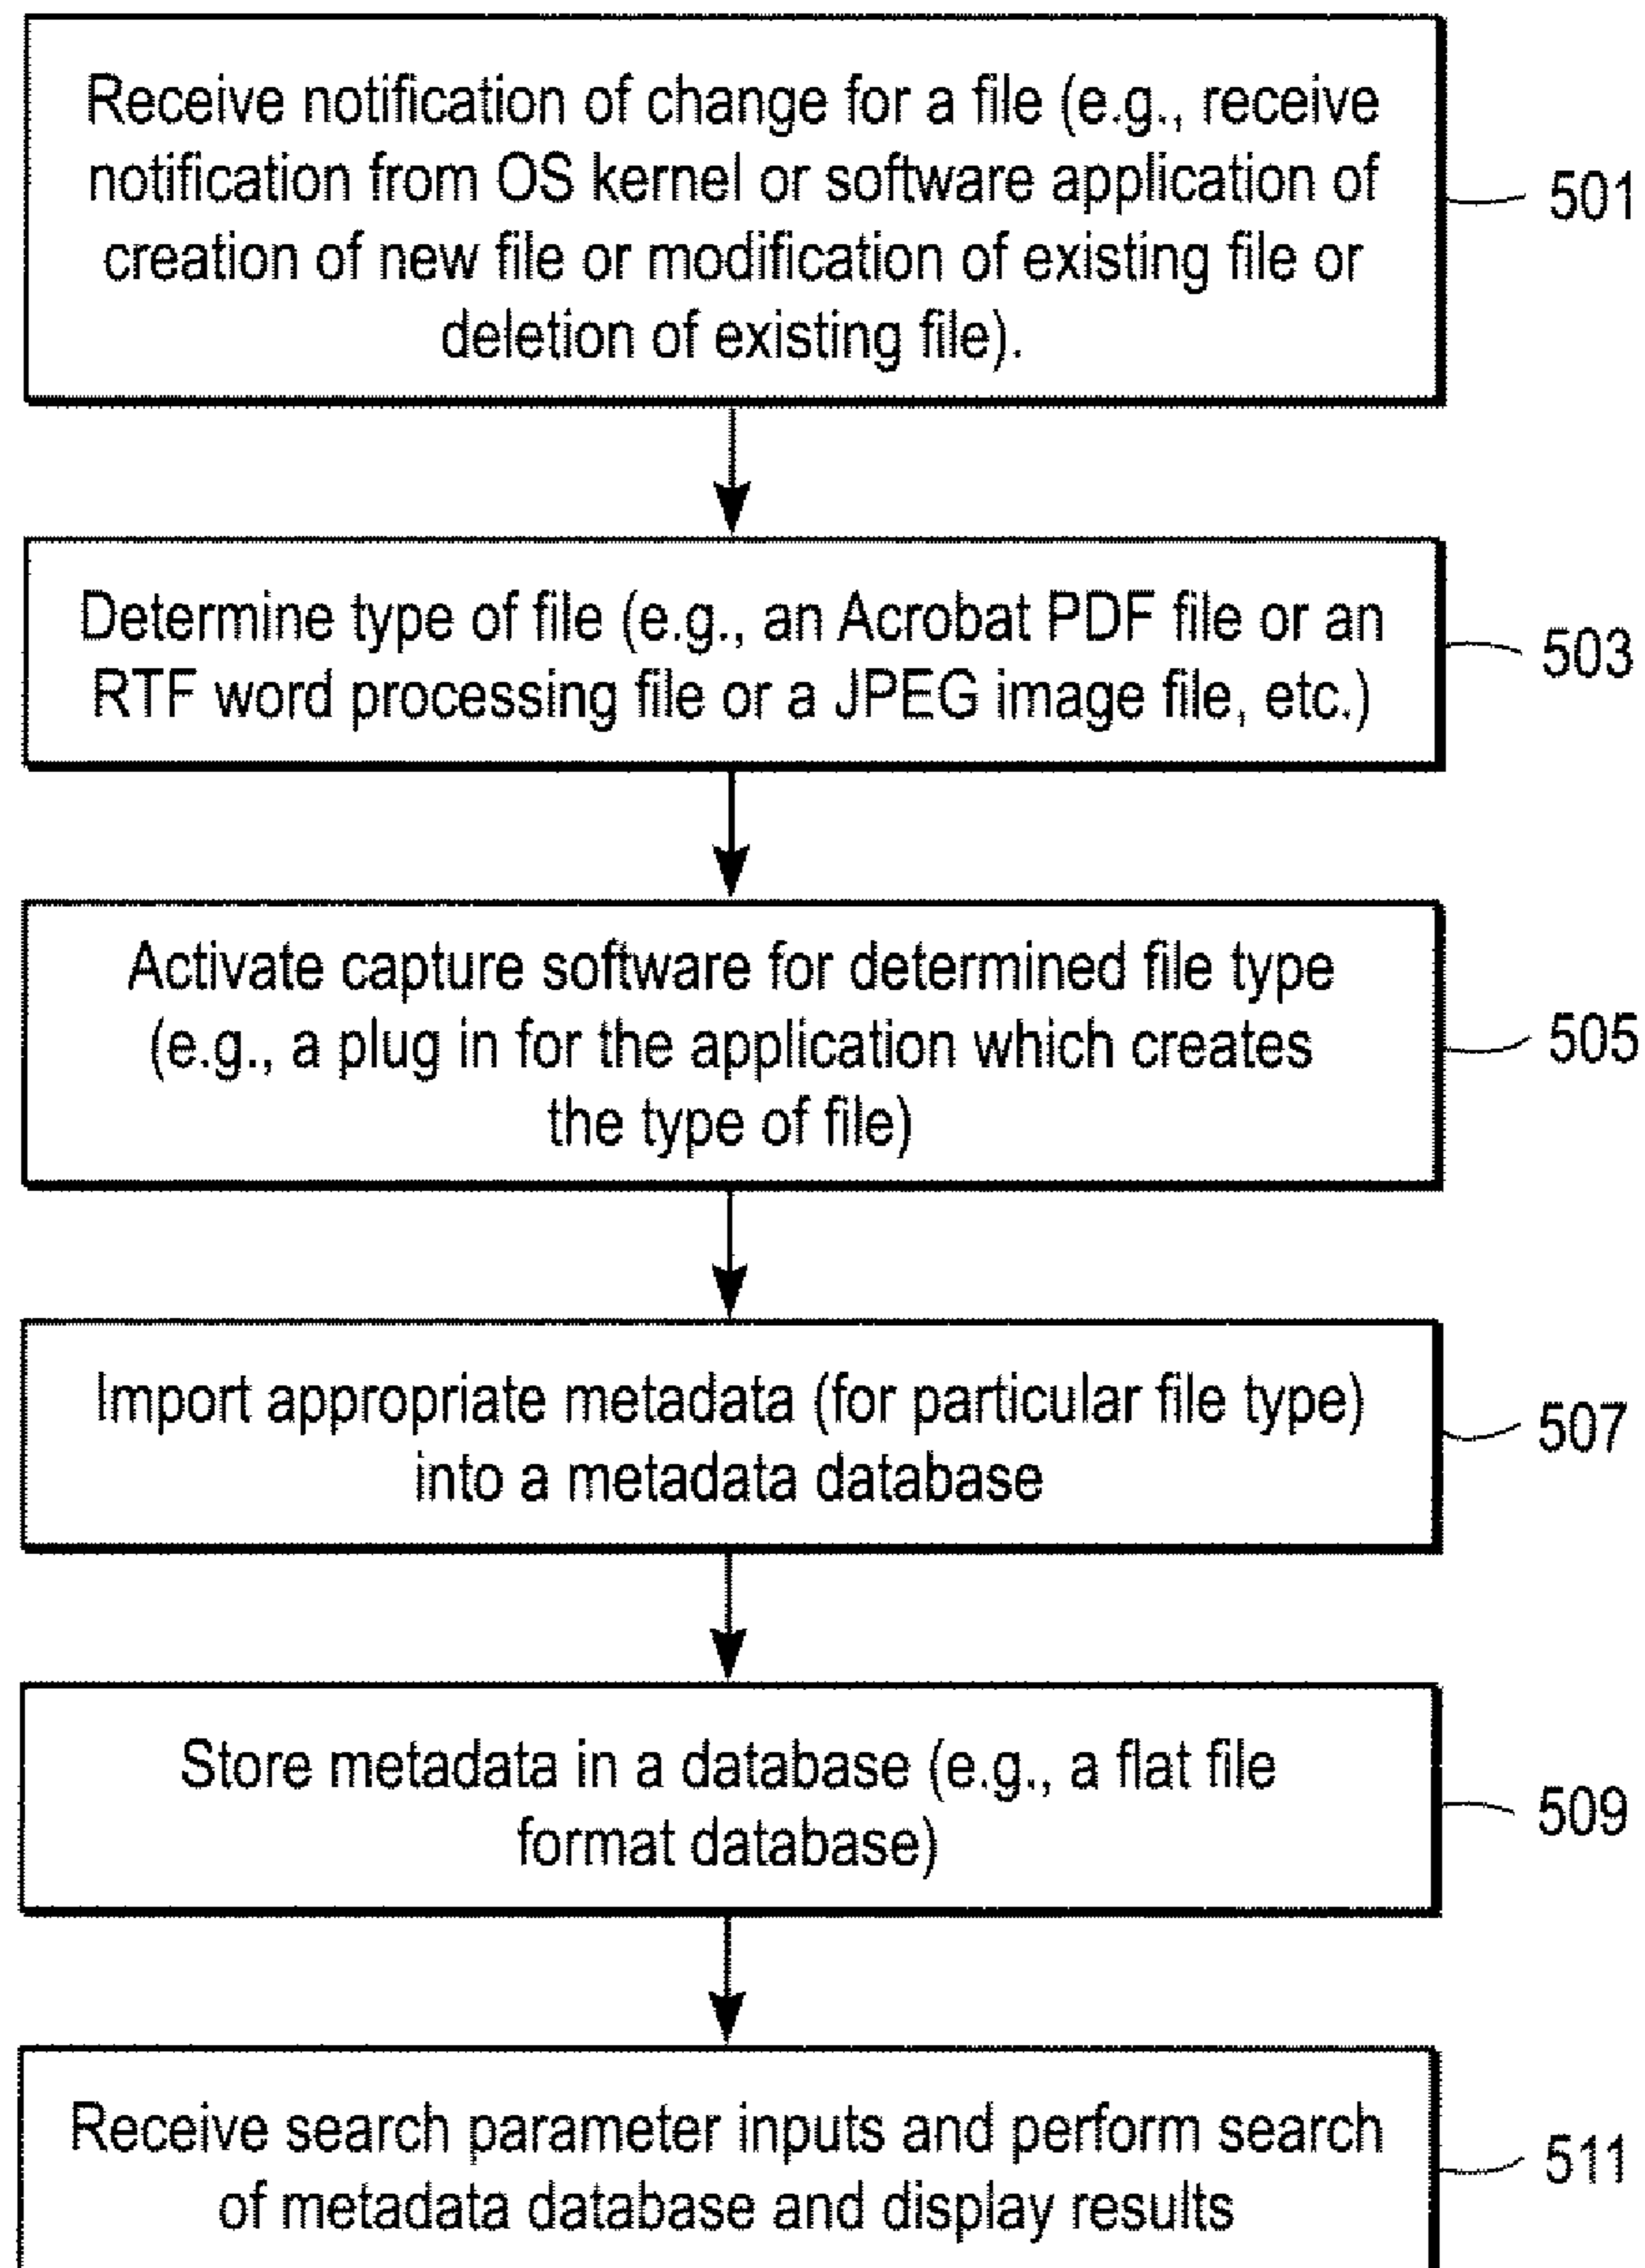 Receive notification of change for a file (e.g., receive
notification from OS kernel or software application of
creation of new file or modification of existing file or
deletion of existing file).
501
Determine type of file (e.g., an Acrobat PDF file or an
RTF word processing file or a JPEG image file, etc.)
503
Activate capture software for determined file type
(e.g., a plug in for the application which creates
the type of file)
505
Import appropriate metadata (for particular file type)
into a metadata database
507
Store metadata in a database (e.g., a flat file
format database)
509
Receive search parameter inputs and perform search
of metadata database and display results
511